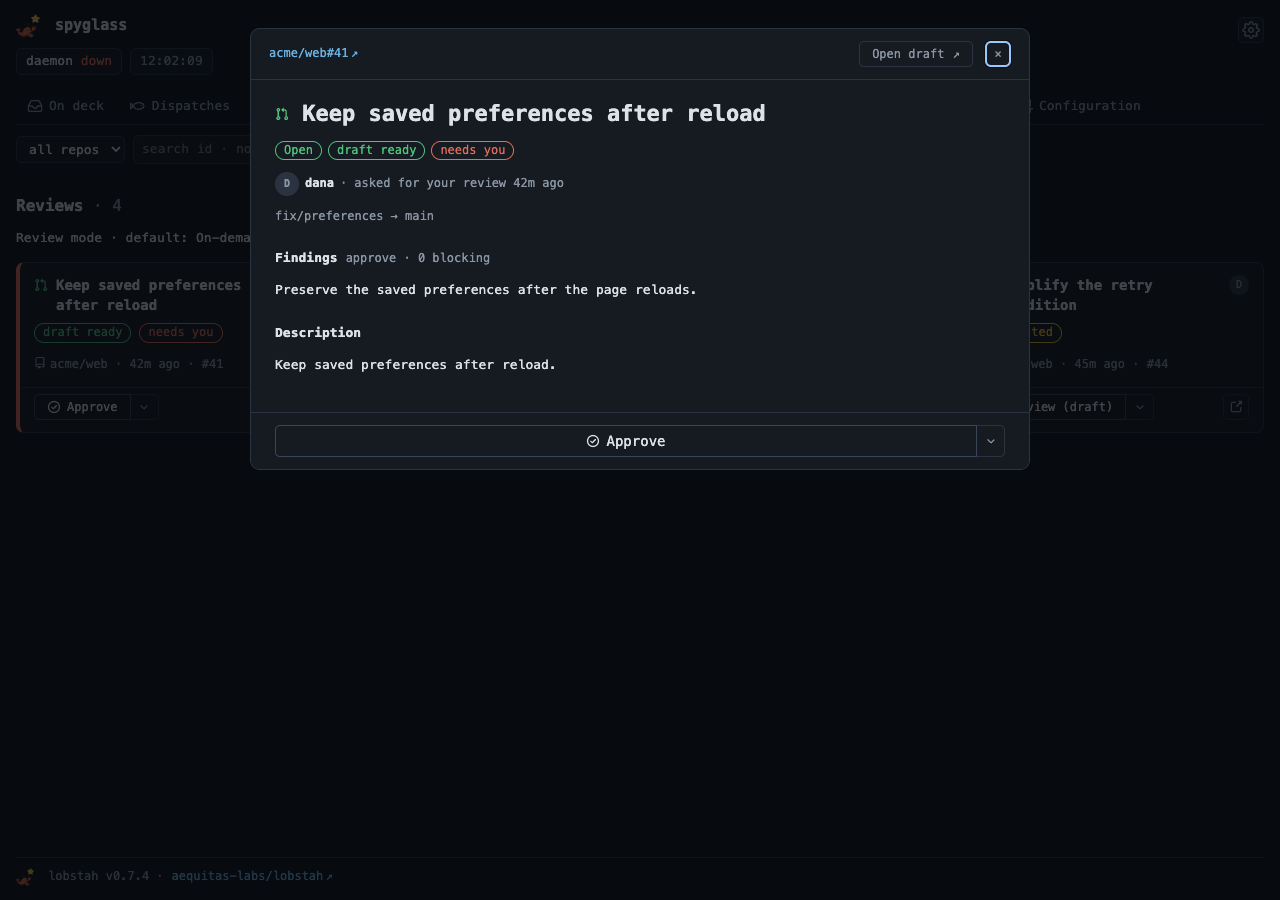 spyglass
daemon down 12:02:09
On deck Dispatches Configuration
all repos search id · no
Reviews · 4
Review mode · default: On-dema
Keep saved preferences
after reload
draft ready needs you
acme/web · 42m ago · #41
Approve
acme/web#41 ↗
Open draft ↗ ×
Keep saved preferences after reload
Open draft ready needs you
D dana · asked for your review 42m ago
fix/preferences → main
Findings approve · 0 blocking
Preserve the saved preferences after the page reloads.
Description
Keep saved preferences after reload.
Approve
plify the retry D
dition
ted
web · 45m ago · #44
view (draft)
lobstah v0.7.4 · aequitas-labs/lobstah ↗